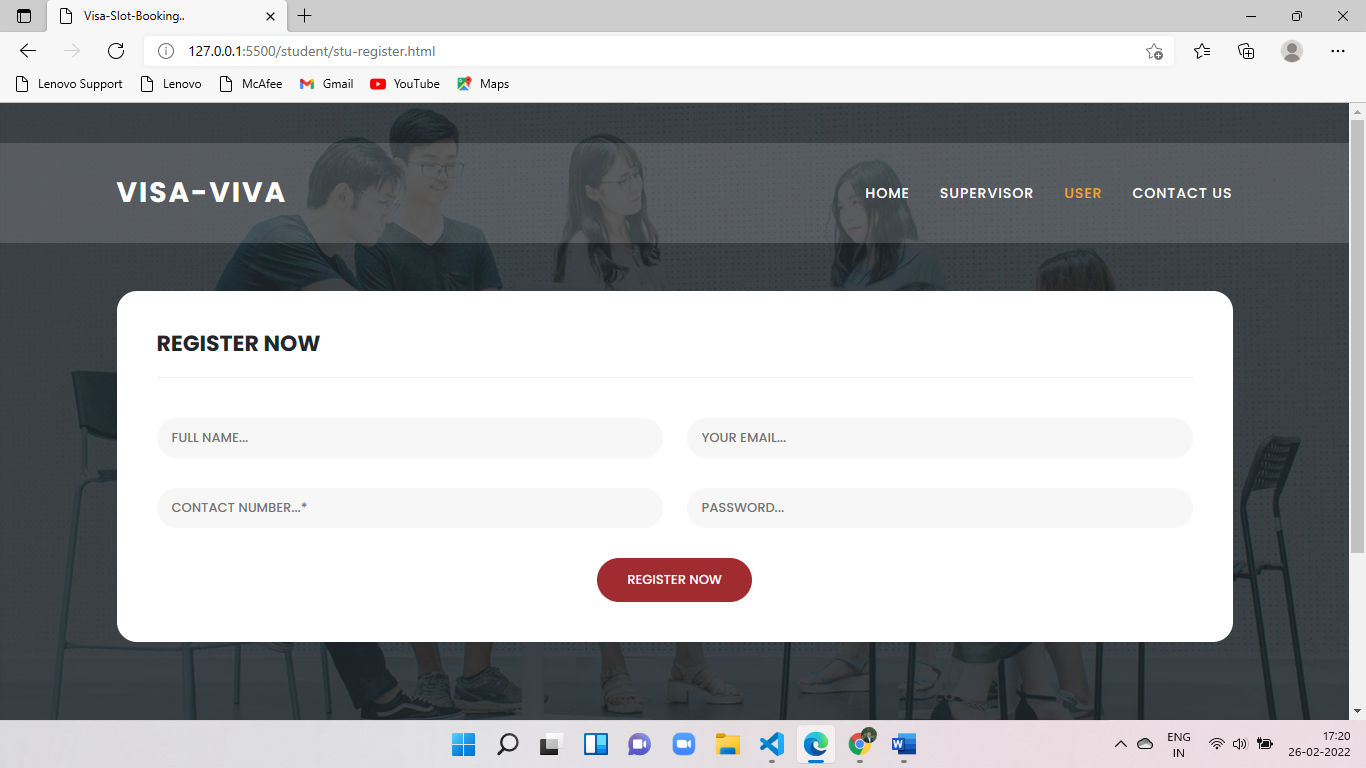 Visa-Slot-Booking..
127.0.0.1:5500/student/stu-register.html
Lenovo Support Lenovo McAfee Gmail YouTube Maps
VISA-VIVA HOME SUPERVISOR USER CONTACT US
REGISTER NOW
FULL NAME... YOUR EMAIL...
CONTACT NUMBER...* PASSWORD...
REGISTER NOW
ENG 17:20
IN 26-02-2022